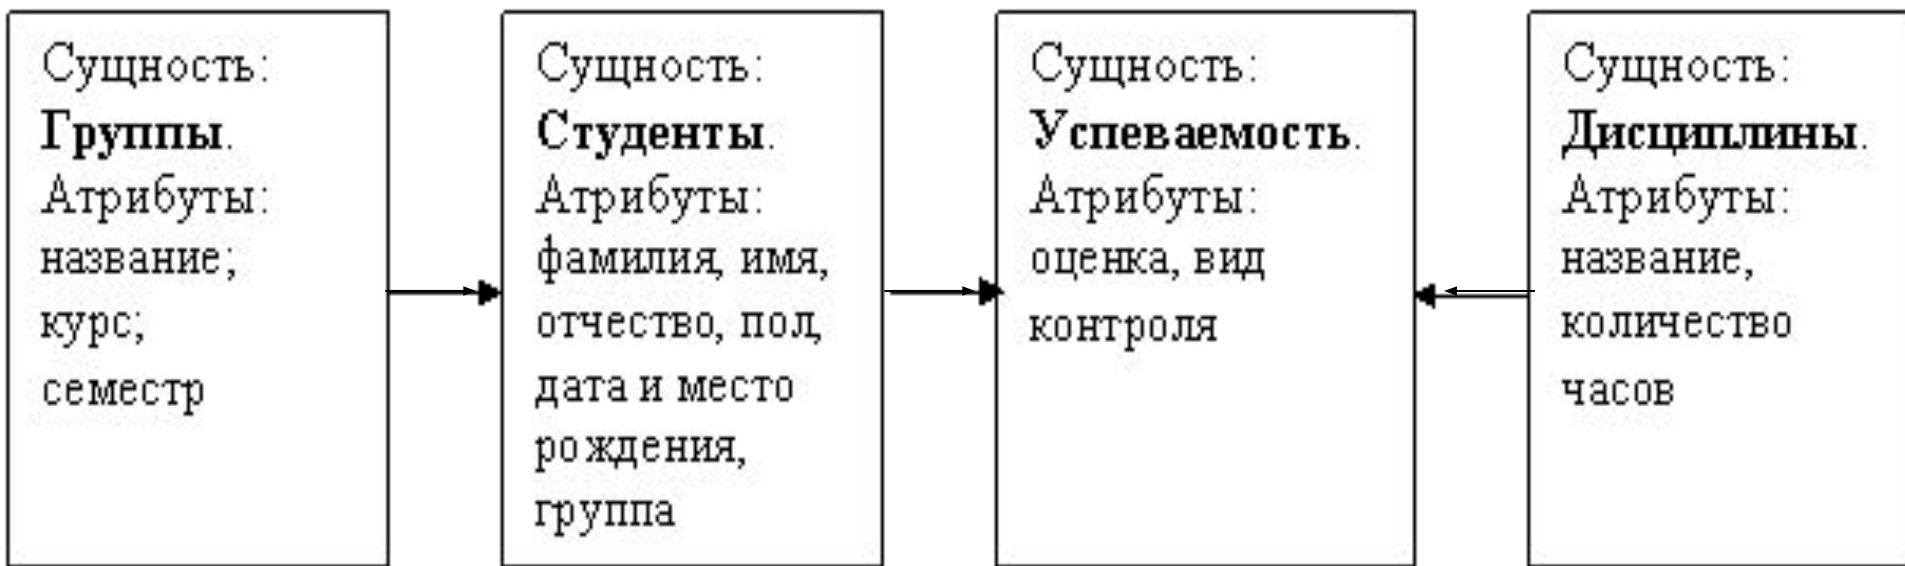 Сущность:
Группы.
Атрибуты:
название;
курс;
семестр
Сущность:
Студенты.
Атрибуты:
фамилия, имя,
отчество, пол,
дата и место
рождения,
группа
Сущность:
Успеваемость.
Атрибуты:
оценка, вид
контроля
Сущность:
Дисциплины.
Атрибуты:
название,
количество
часов